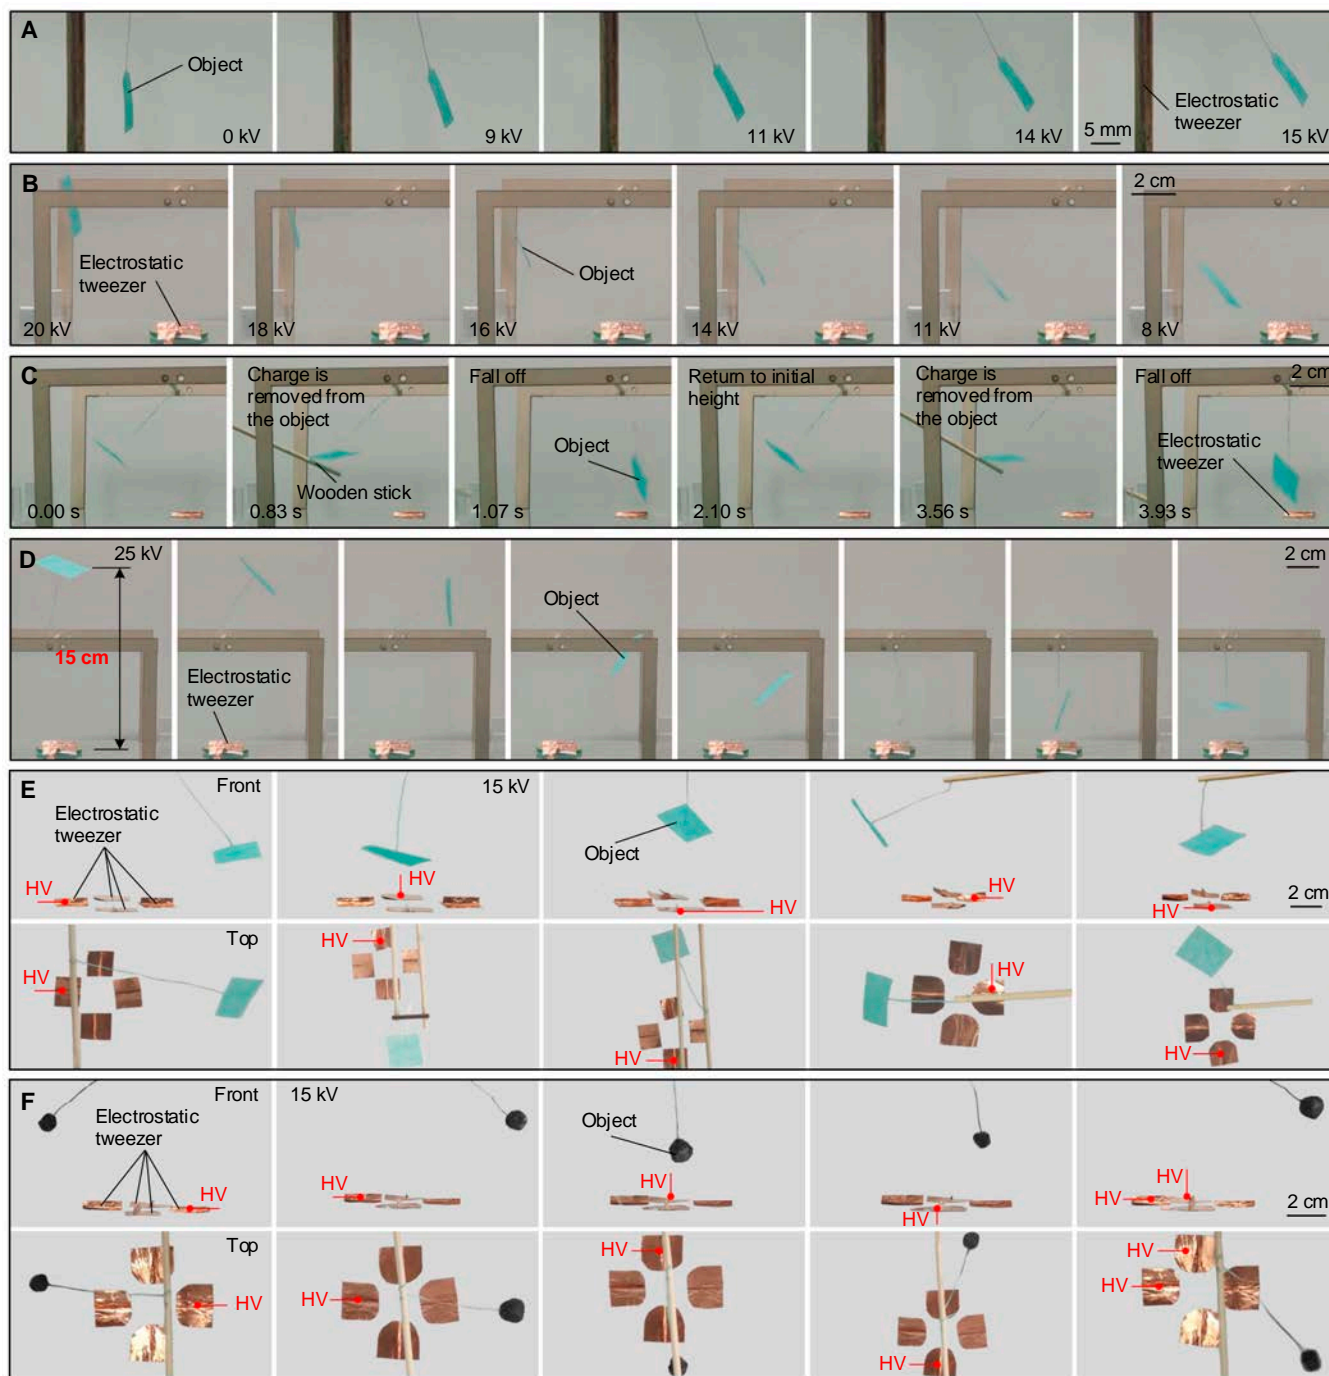 A
Object
0 kV
9 kV
11 kV
14 kV
Electrostatic
tweezer
5 mm
15 kV
B
Electrostatic
tweezer
20 kV
18 kV
Object
16 kV
14 kV
11 kV
2 cm
8 kV
C
0.00 s
Charge is
removed from
the object
Wooden stick
0.83 s
Fall off
Object
1.07 s
Return to initial
height
2.10 s
Charge is
removed from
the object
3.56 s
Fall off
2 cm
Electrostatic
tweezer
3.93 s
D
25 kV
15 cm
Electrostatic
tweezer
Object
2 cm
E
Front
Electrostatic
tweezer
HV
15 kV
HV
Object
HV
HV
HV
2 cm
Top
HV
HV
HV
HV
HV
F
Front
Electrostatic
tweezer
HV
15 kV
HV
Object
HV
HV
HV
2 cm
Top
HV
HV
HV
HV
HV
HV